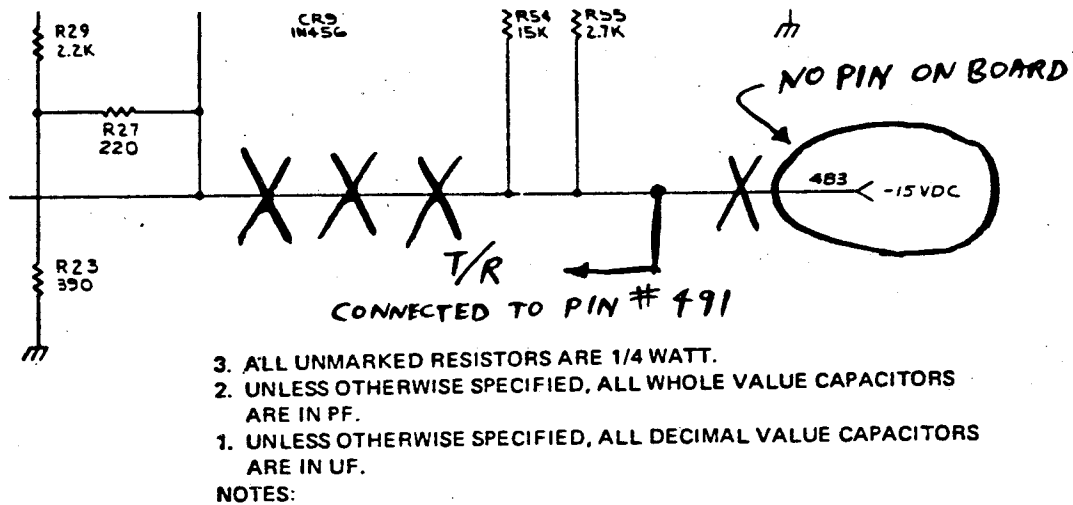 R29
2.2K
CR9
1N456
R54
15K
R55
2.7K
NO PIN ON BOARD
R27
220
483
-15VDC
R23
390
T/R
CONNECTED TO PIN # 491
3. ALL UNMARKED RESISTORS ARE 1/4 WATT.
2. UNLESS OTHERWISE SPECIFIED, ALL WHOLE VALUE CAPACITORS
ARE IN PF.
1. UNLESS OTHERWISE SPECIFIED, ALL DECIMAL VALUE CAPACITORS
ARE IN UF.
NOTES: